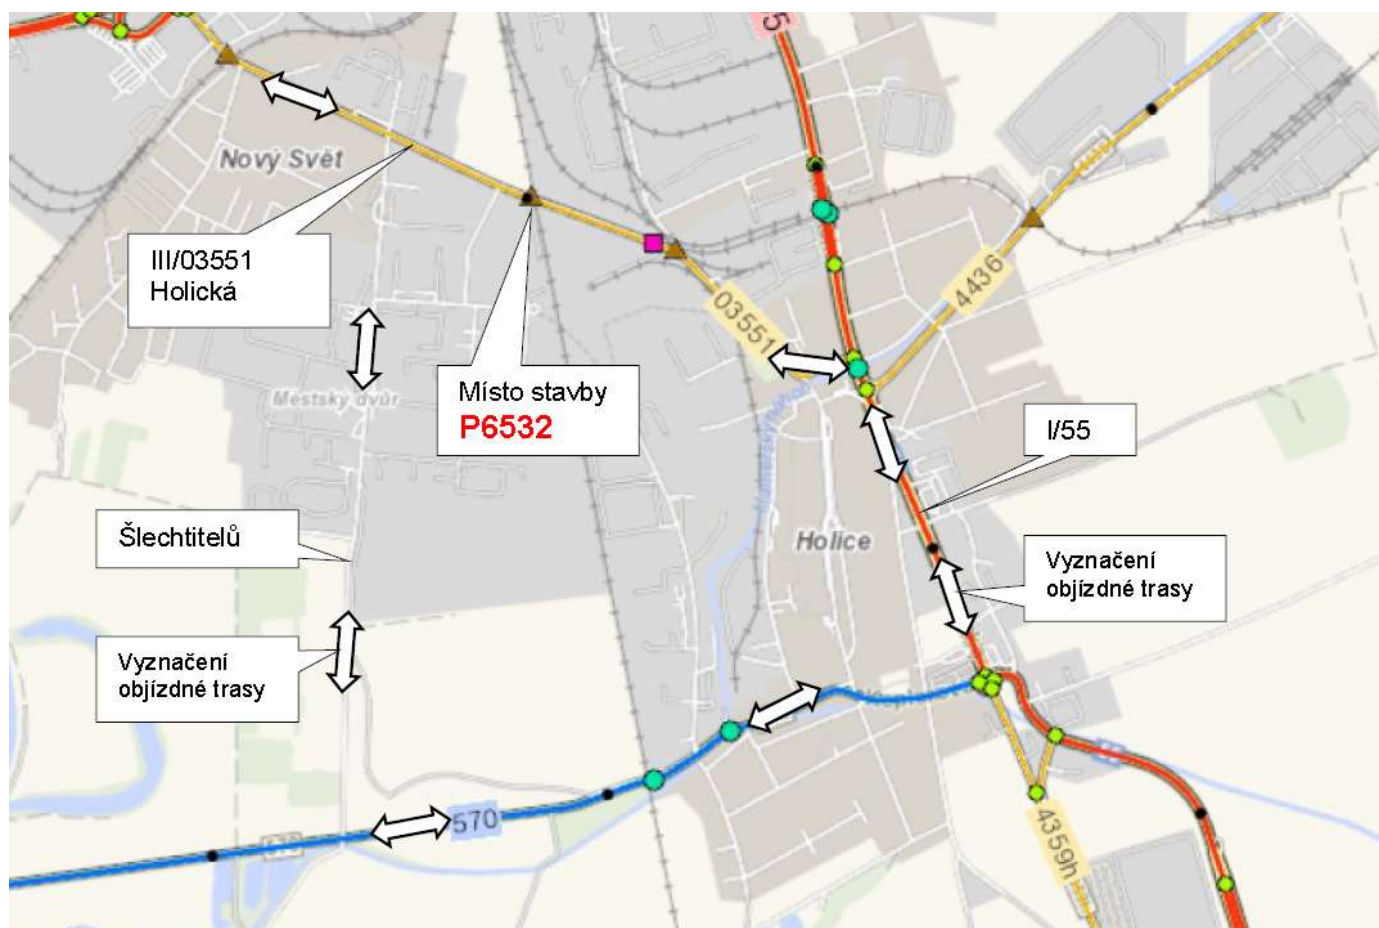 5
Nový Svět
III/03551
Holická
4436
03551
Místo stavby
P6532
Městský dvůr
I/55
Šlechtitelů
Holice
Vyznačení
objízdné trasy
Vyznačení
objízdné trasy
570
4359h